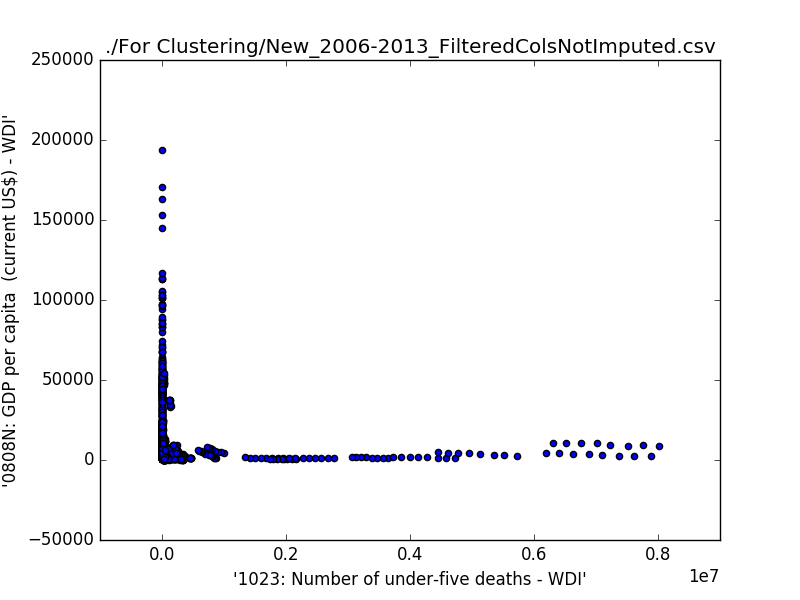 ./For Clustering/New_2006-2013_FilteredColsNotImputed.csv
250000
200000
150000
100000
50000
0
−50000
'0808N: GDP per capita  (current US$) - WDI'
0.0 0.2 0.4 0.6 0.8
1e7
'1023: Number of under-five deaths - WDI'